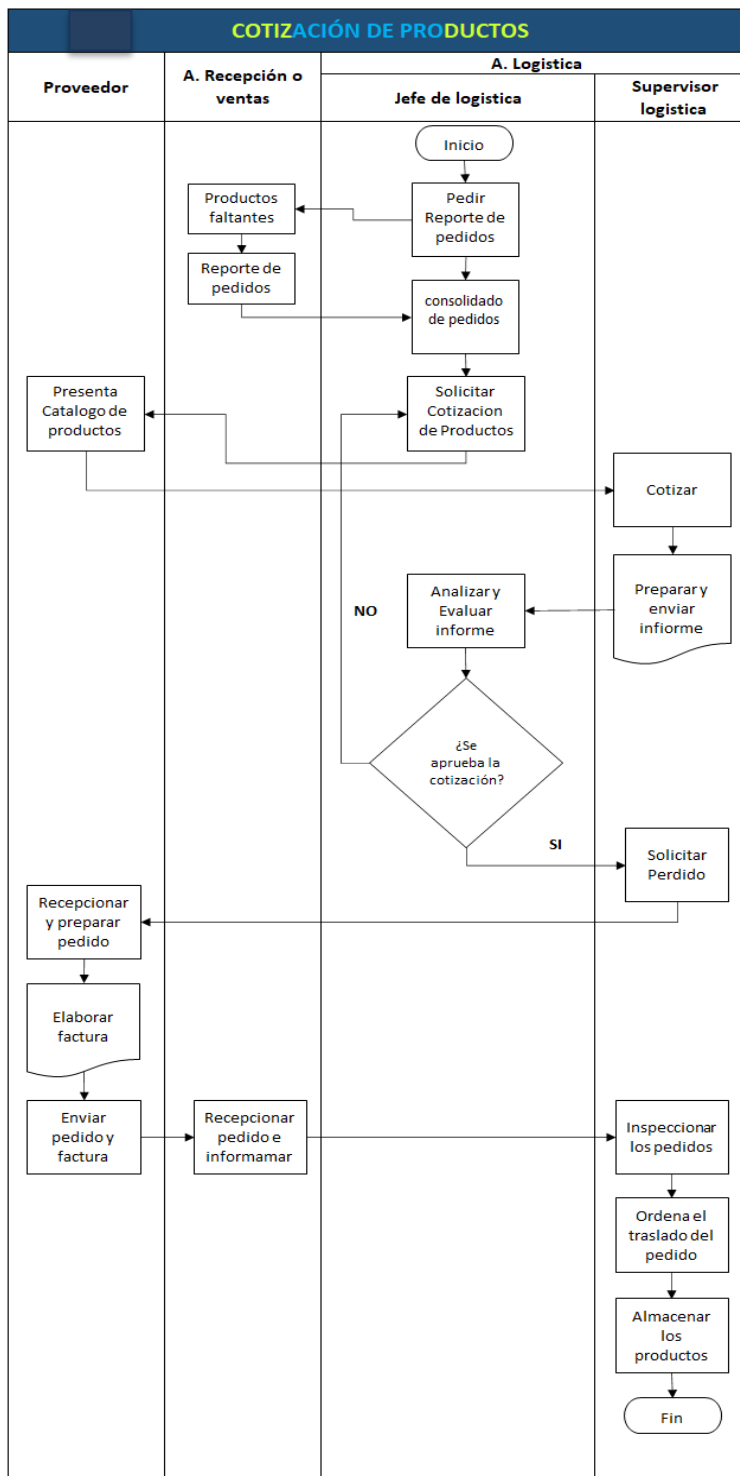 COTIZACIÓN DE PRODUCTOS
Proveedor
A. Recepción o
ventas
A. Logistica
Jefe de logistica
Supervisor
logistica
Inicio
Productos
faltantes
Pedir
Reporte de
pedidos
Reporte de
pedidos
consolidado
de pedidos
Presenta
Catalogo de
productos
Solicitar
Cotizacion
de Productos
Cotizar
NO
Analizar y
Evaluar
informe
Preparar y
enviar
infiorme
¿Se
aprueba la
cotización?
SI
Solicitar
Perdido
Recepcionar
y preparar
pedido
Elaborar
factura
Enviar
pedido y
factura
Recepcionar
pedido e
informamar
Inspeccionar
los pedidos
Ordena el
traslado del
pedido
Almacenar
los
productos
Fin